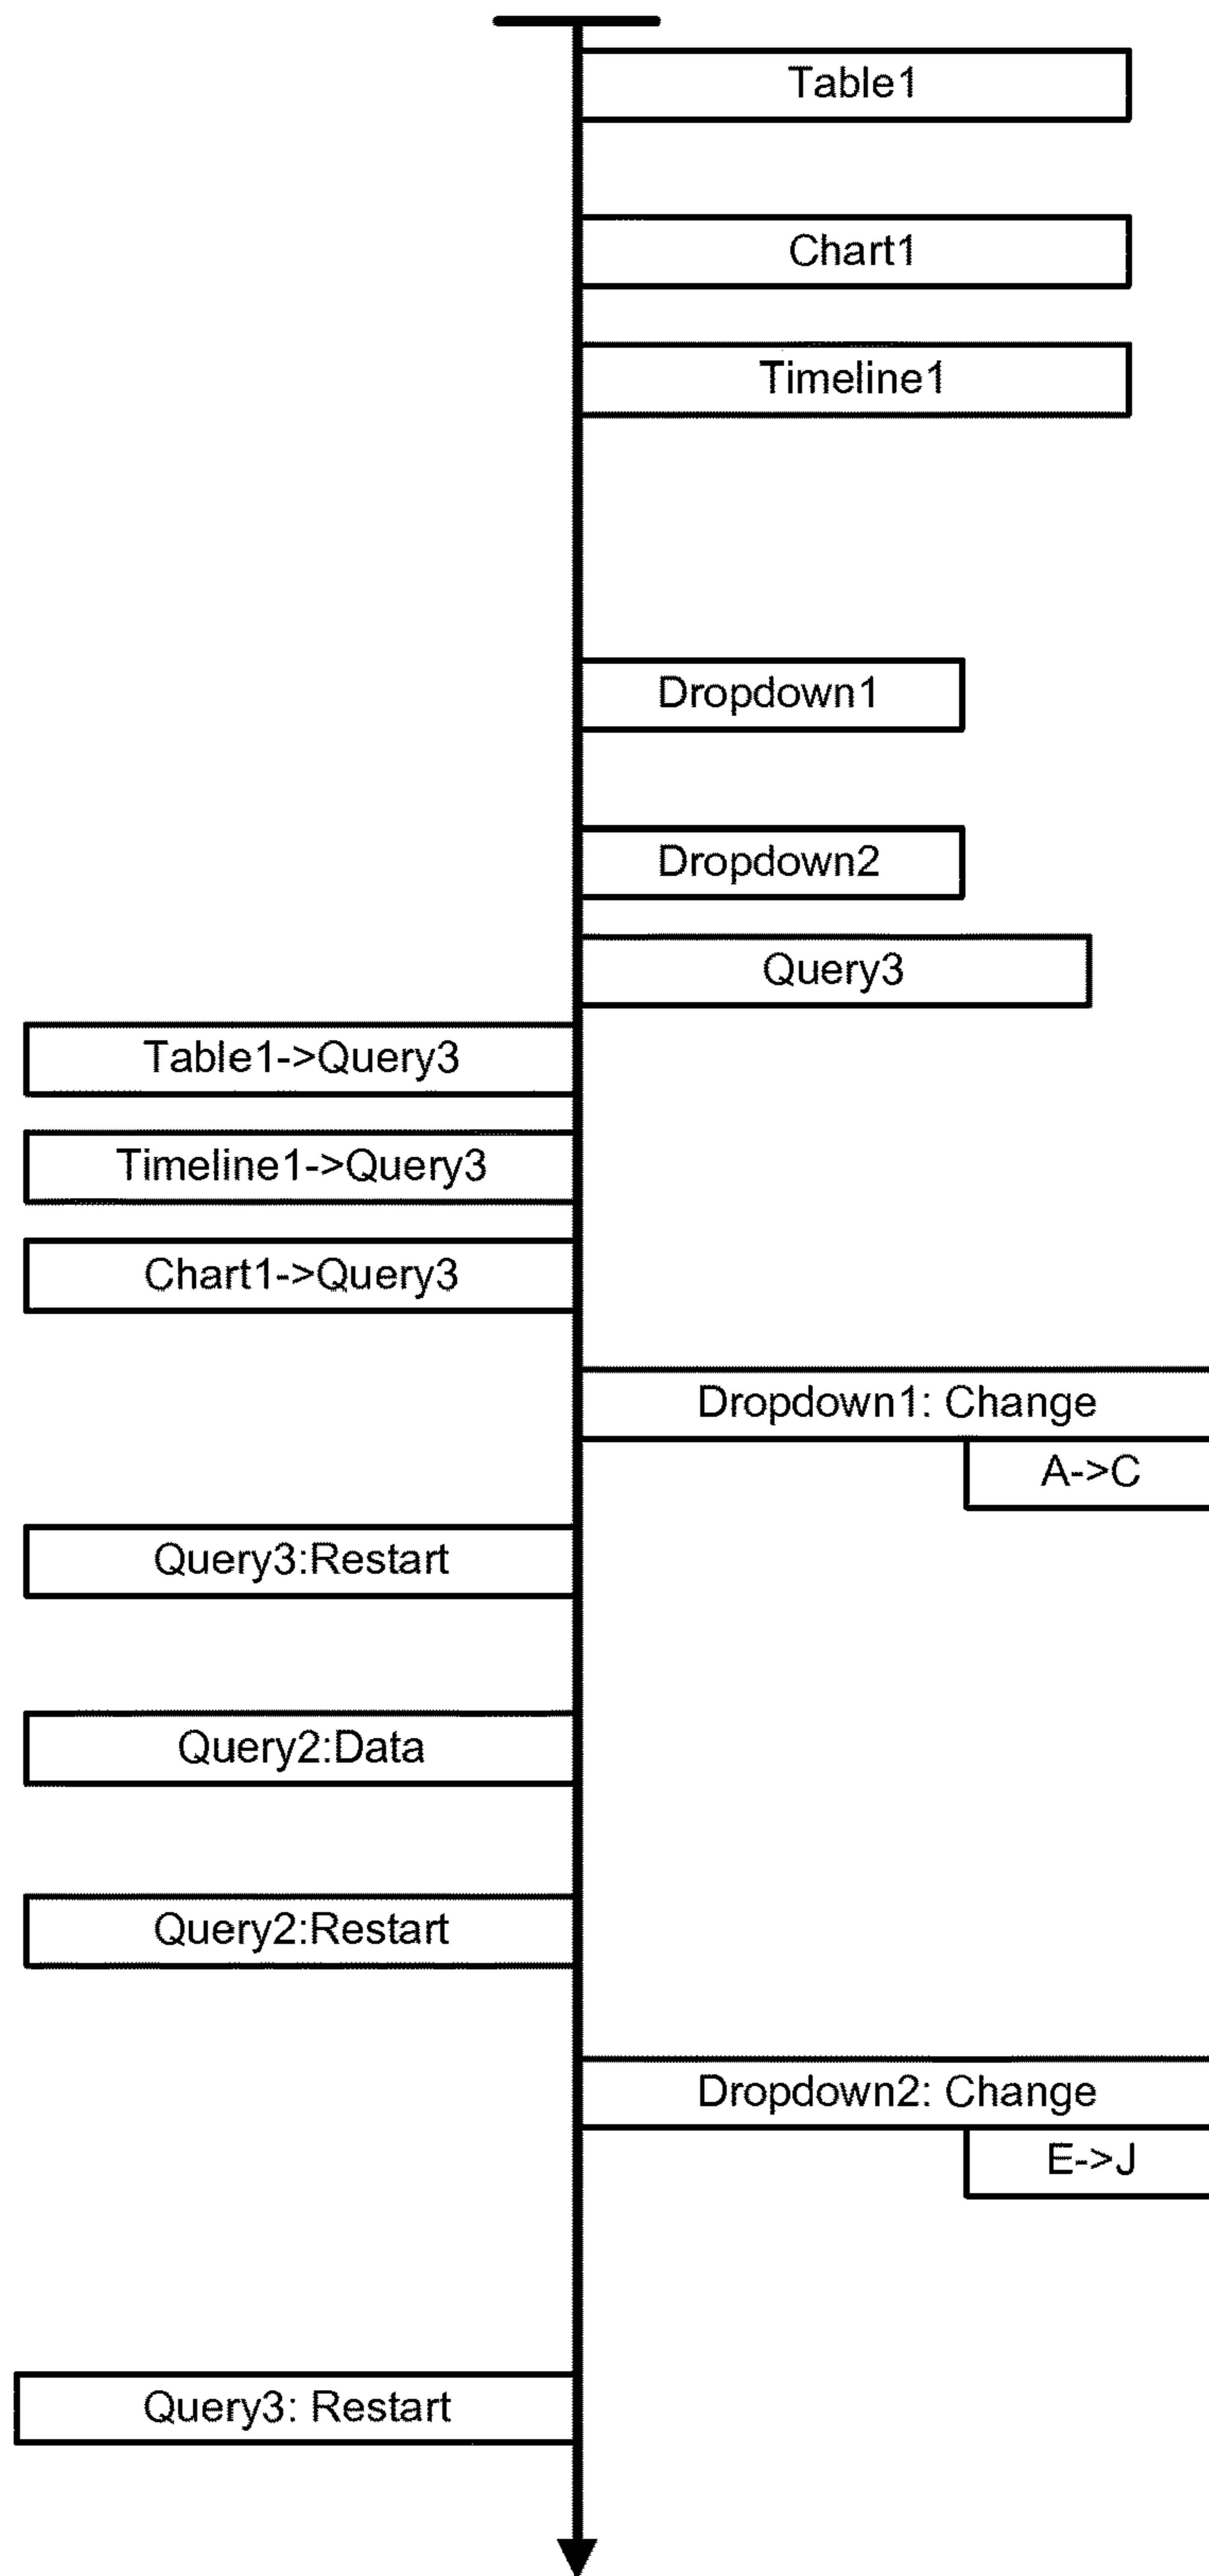 Table1
Chart1
Timeline1
Dropdown1
Dropdown2
Query3
Table1->Query3
Timeline1->Query3
Chart1->Query3
Dropdown1: Change
A->C
Query3:Restart
Query2:Data
Query2:Restart
Dropdown2: Change
E->J
Query3: Restart